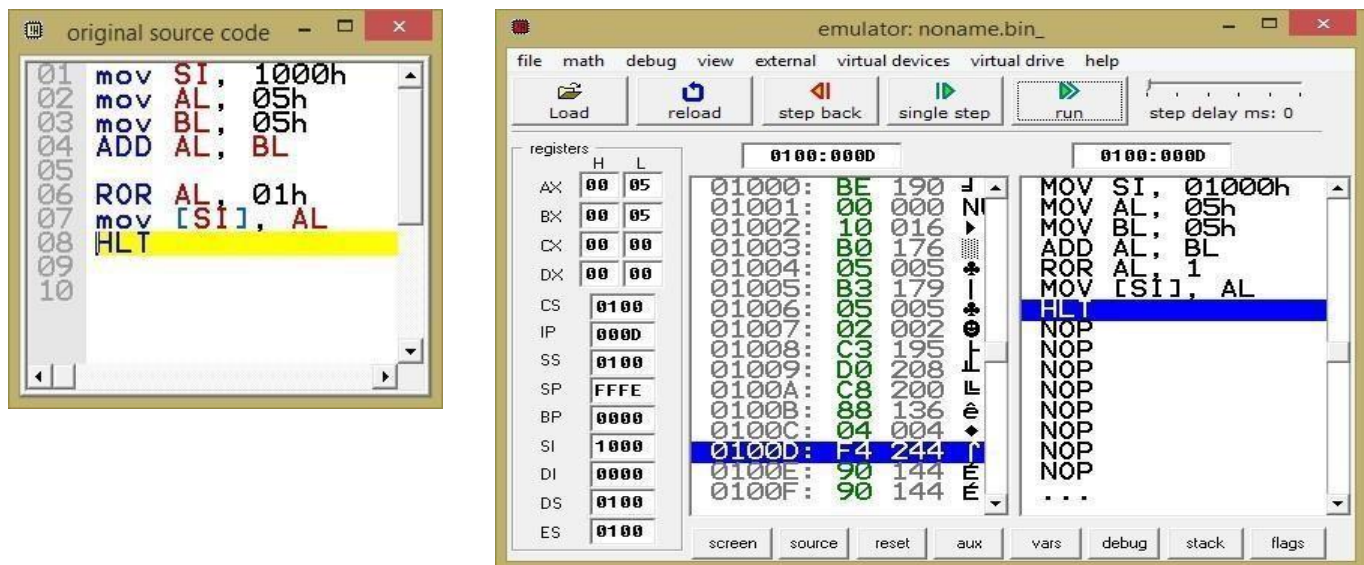 original source code
01 mov SI, 1000h
02 mov AL, 05h
03 mov BL, 05h
04 ADD AL, BL
05
06 ROR AL, 01h
07 mov [SI], AL
08 HLT
09
10
emulator: noname.bin_
file math debug view external virtual devices virtual drive help
Load reload step back single step run step delay ms: 0
registers
H L
AX 00 05
BX 00 05
CX 00 00
DX 00 00
CS 0100
IP 000D
SS 0100
SP FFFE
BP 0000
SI 1000
DI 0000
DS 0100
ES 0100
0100:000D
01000: BE 190 ╛
01001: 00 000 NU
01002: 10 016 ►
01003: B0 176 ░
01004: 05 005 ♣
01005: B3 179 │
01006: 05 005 ♣
01007: 02 002 ☻
01008: C3 195 ├
01009: D0 208 ╨
0100A: C8 200 ╚
0100B: 88 136 ê
0100C: 04 004 ♦
0100D: F4 244 ⌠
0100E: 90 144 É
0100F: 90 144 É
0100:000D
MOV SI, 01000h
MOV AL, 05h
MOV BL, 05h
ADD AL, BL
ROR AL, 1
MOV [SI], AL
HLT
NOP
NOP
NOP
NOP
NOP
NOP
NOP
NOP
...
screen source reset aux vars debug stack flags